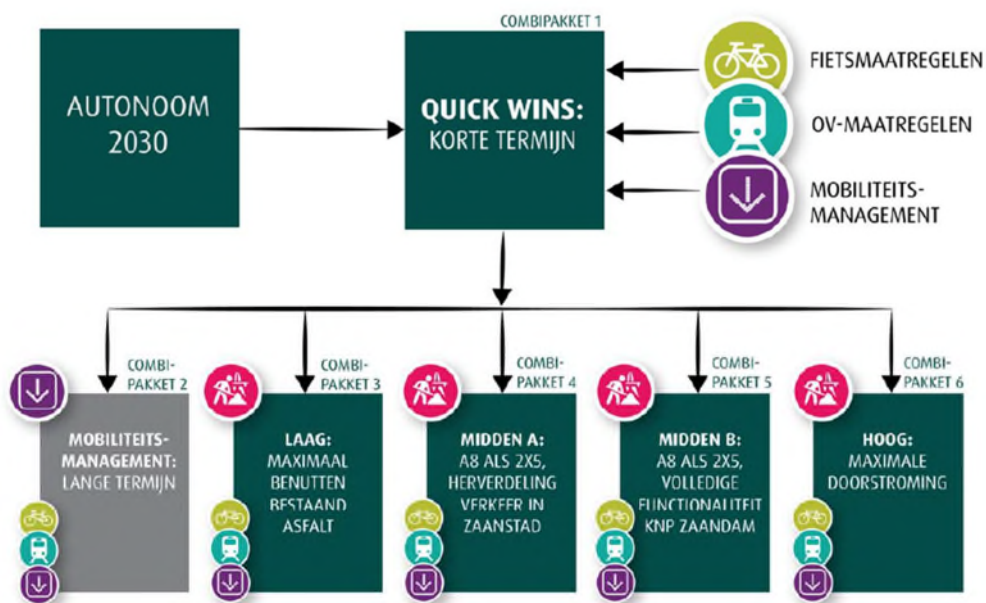 COMBIPAKKET 1
AUTONOOM
2030
QUICK WINS:
KORTE TERMIJN
FIETSMAATREGELEN
OV-MAATREGELEN
MOBILITEITS-
MANAGEMENT
COMBI-
PAKKET 2
MOBILITEITS-
MANAGEMENT:
LANGE TERMIJN
COMBI-
PAKKET 3
LAAG:
MAXIMAAL
BENUTTEN
BESTAAND
ASFALT
COMBI-
PAKKET 4
MIDDEN A:
A8 ALS 2X5,
HERVERDELING
VERKEER IN
ZAANSTAD
COMBI-
PAKKET 5
MIDDEN B:
A8 ALS 2X5,
VOLLEDIGE
FUNCTIONALITEIT
KNP ZAANDAM
COMBI-
PAKKET 6
HOOG:
MAXIMALE
DOORSTROMING